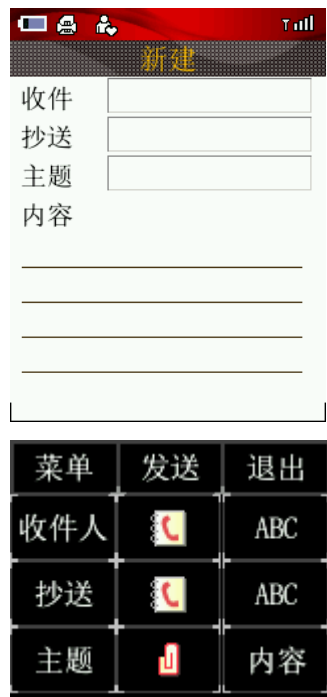 新建
收件
抄送
主题
内容
菜单 发送 退出
收件人 ABC
抄送 ABC
主题 内容